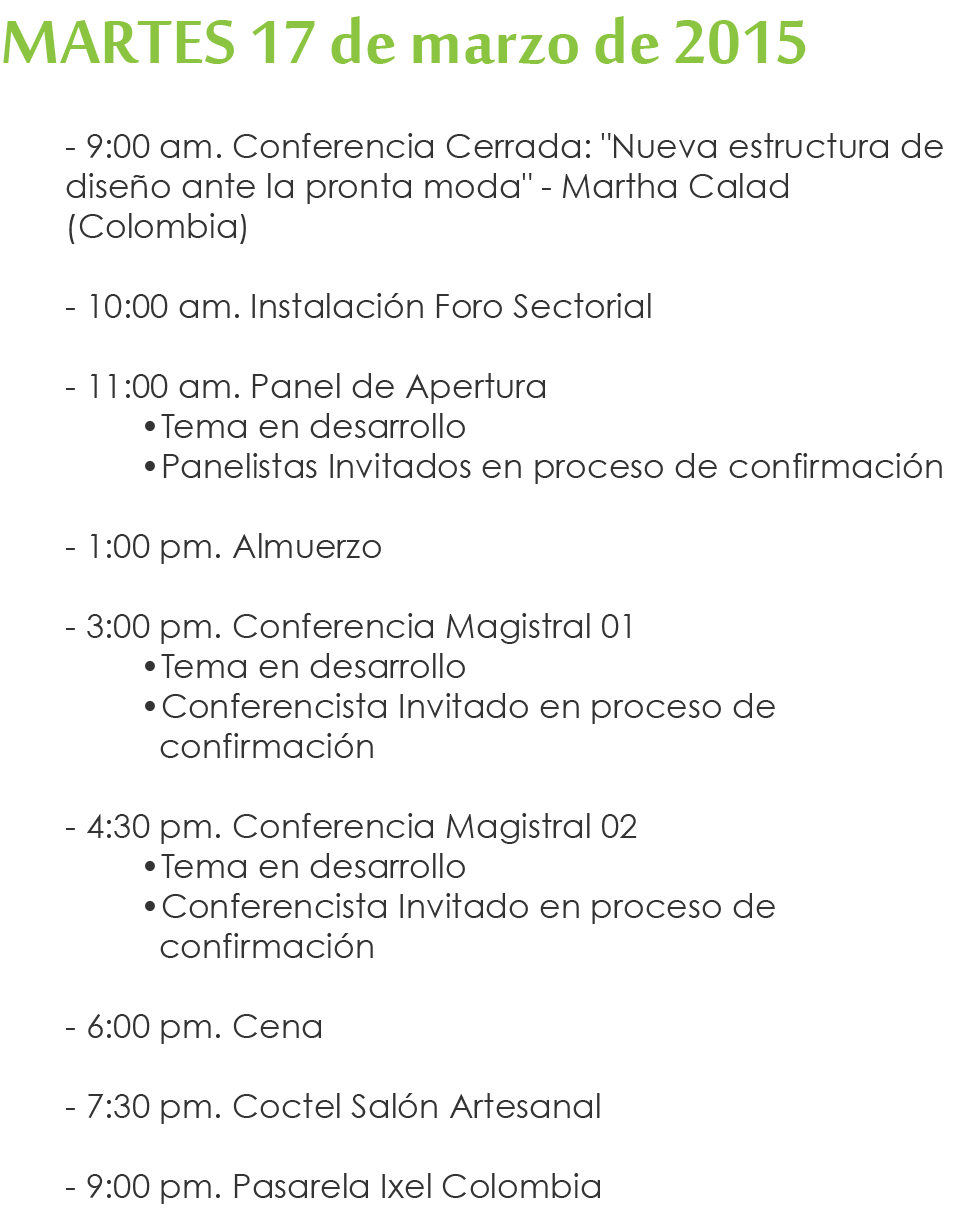 MARTES 17 de marzo de 2015
- 9:00 am. Conferencia Cerrada: "Nueva estructura de
diseño ante la pronta moda" - Martha Calad
(Colombia)
- 10:00 am. Instalación Foro Sectorial
- 11:00 am. Panel de Apertura
•Tema en desarrollo
•Panelistas Invitados en proceso de confirmación
- 1:00 pm. Almuerzo
- 3:00 pm. Conferencia Magistral 01
•Tema en desarrollo
•Conferencista Invitado en proceso de
confirmación
- 4:30 pm. Conferencia Magistral 02
•Tema en desarrollo
•Conferencista Invitado en proceso de
confirmación
- 6:00 pm. Cena
- 7:30 pm. Coctel Salón Artesanal
- 9:00 pm. Pasarela Ixel Colombia